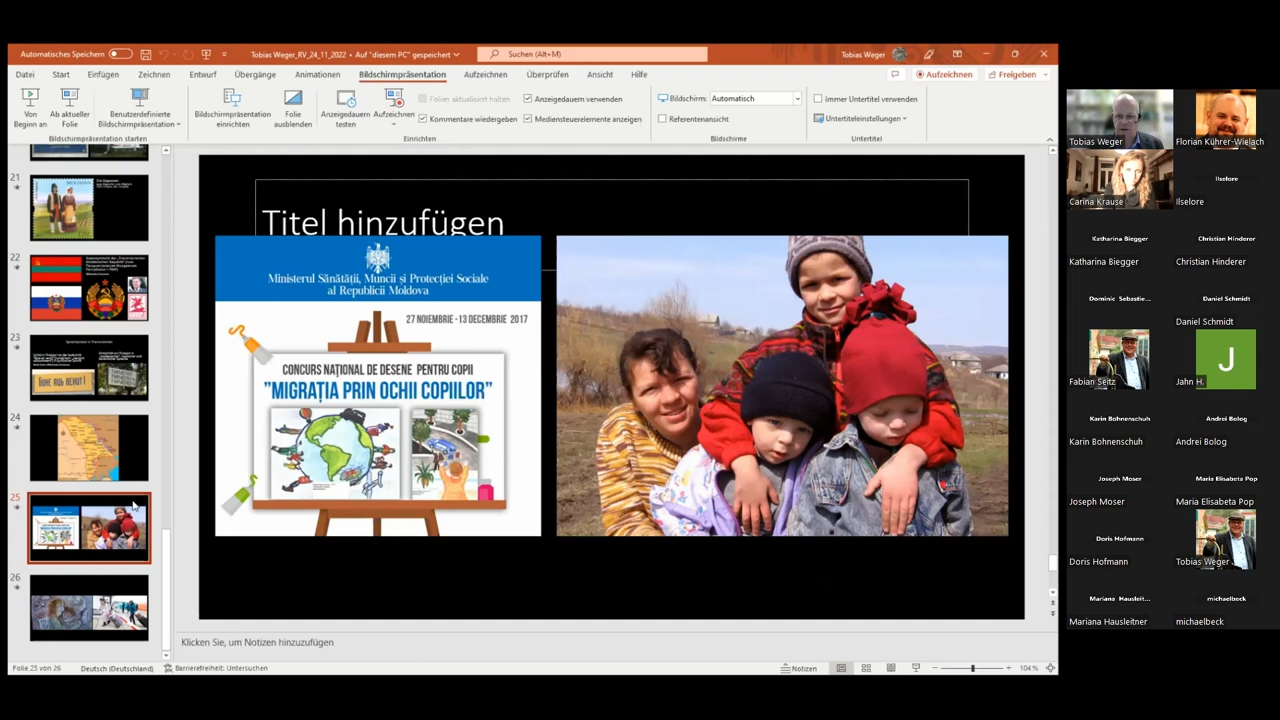 Automatisches Speichern
Tobias Weger_RV_24_11_2022 • Auf "diesem PC" gespeichert
Suchen (Alt+M)
Tobias Weger
Datei
Start
Einfügen
Zeichnen
Entwurf
Übergänge
Animationen
Bildschirmpräsentation
Aufzeichnen
Überprüfen
Ansicht
Hilfe
Aufzeichnen
Freigeben
Von
Beginn an
Ab aktueller
Folie
Benutzerdefinierte
Bildschirmpräsentation
Bildschirmpräsentation starten
Bildschirmpräsentation
einrichten
Folie
ausblenden
Anzeigedauern
testen
Aufzeichnen
Folien aktualisiert halten
Kommentare wiedergeben
Anzeigedauern verwenden
Mediensteuerelemente anzeigen
Einrichten
Bildschirm:
Automatisch
Referentenansicht
Bildschirme
Immer Untertitel verwenden
Untertiteleinstellungen
Untertitel
21
22
23
24
25
26
Titel hinzufügen
Ministerul Sănătății, Muncii și Protecției Sociale
al Republicii Moldova
27 NOIEMBRIE - 13 DECEMBRIE 2017
CONCURS NAȚIONAL DE DESENE PENTRU COPII
"MIGRAȚIA PRIN OCHII COPIILOR"
Klicken Sie, um Notizen hinzuzufügen
Folie 25 von 26
Deutsch (Deutschland)
Barrierefreiheit: Untersuchen
Notizen
104 %
Tobias Weger
Florian Kührer-Wielach
Carina Krause
Ilselore
Ilselore
Katharina Biegger
Katharina Biegger
Christian Hinderer
Christian Hinderer
Dominic Sebastie...
Daniel Schmidt
Daniel Schmidt
Fabian Seitz
J
Jahn H.
Karin Bohnenschuh
Karin Bohnenschuh
Andrei Bolog
Andrei Bolog
Joseph Moser
Joseph Moser
Maria Elisabeta Pop
Maria Elisabeta Pop
Doris Hofmann
Doris Hofmann
Tobias Weger
Mariana Hausleit...
Mariana Hausleitner
michaelbeck
michaelbeck